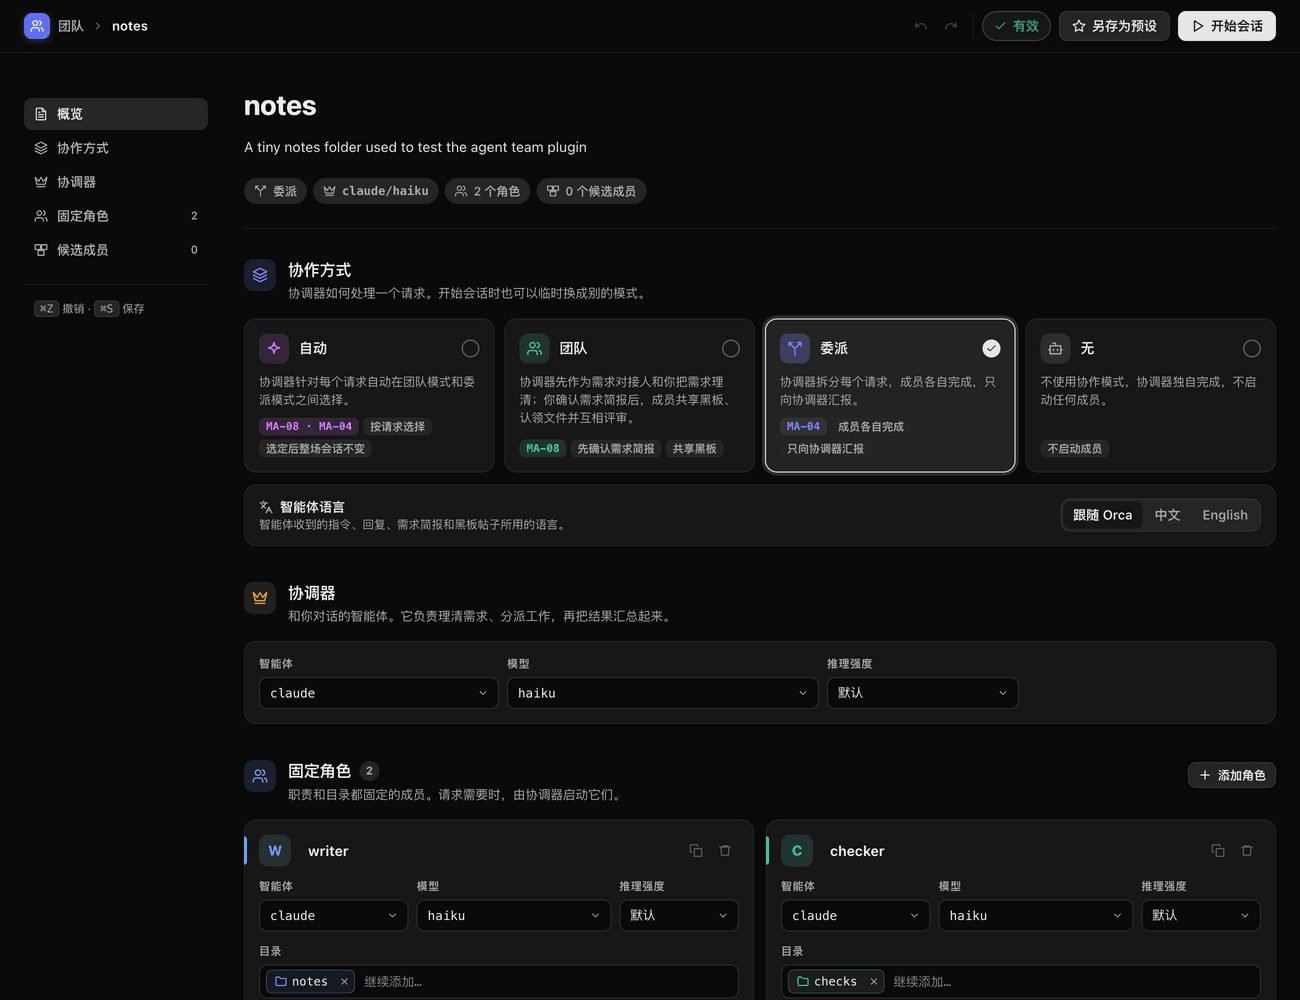 团队 > notes
有效
另存为预设
开始会话
概览
协作方式
协调器
固定角色 2
候选成员 0
⌘Z 撤销 · ⌘S 保存
notes
A tiny notes folder used to test the agent team plugin
委派
claude/haiku
2 个角色
0 个候选成员
协作方式
协调器如何处理一个请求。开始会话时也可以临时换成别的模式。
自动
协调器针对每个请求自动在团队模式和委
派模式之间选择。
MA-08 · MA-04 按请求选择
选定后整场会话不变
团队
协调器先作为需求对接人和你把需求理
清；你确认需求简报后，成员共享黑板、
认领文件并互相评审。
MA-08 先确认需求简报 共享黑板
委派
协调器拆分每个请求，成员各自完成，只
向协调器汇报。
MA-04 成员各自完成
只向协调器汇报
无
不使用协作模式，协调器独自完成，不启
动任何成员。
不启动成员
智能体语言
智能体收到的指令、回复、需求简报和黑板帖子所用的语言。
跟随 Orca 中文 English
协调器
和你对话的智能体。它负责理清需求、分派工作，再把结果汇总起来。
智能体 模型 推理强度
claude haiku 默认
固定角色 2
职责和目录都固定的成员。请求需要时，由协调器启动它们。
+ 添加角色
W writer
智能体 模型 推理强度
claude haiku 默认
目录
notes × 继续添加…
C checker
智能体 模型 推理强度
claude haiku 默认
目录
checks × 继续添加…